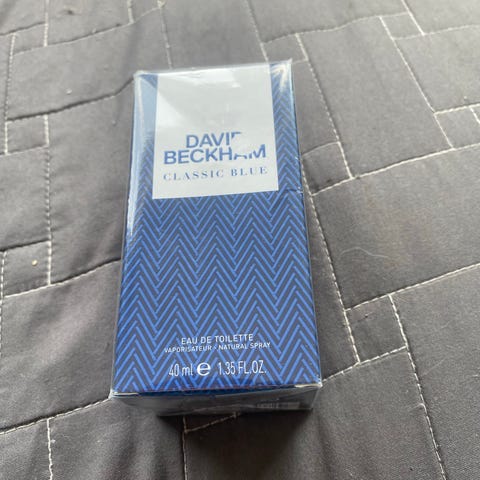 DAVID
BECKHAM
CLASSIC BLUE
EAU DE TOILETTE
VAPORISATEUR - NATURAL SPRAY
40 ml e 1.35 FL.OZ.